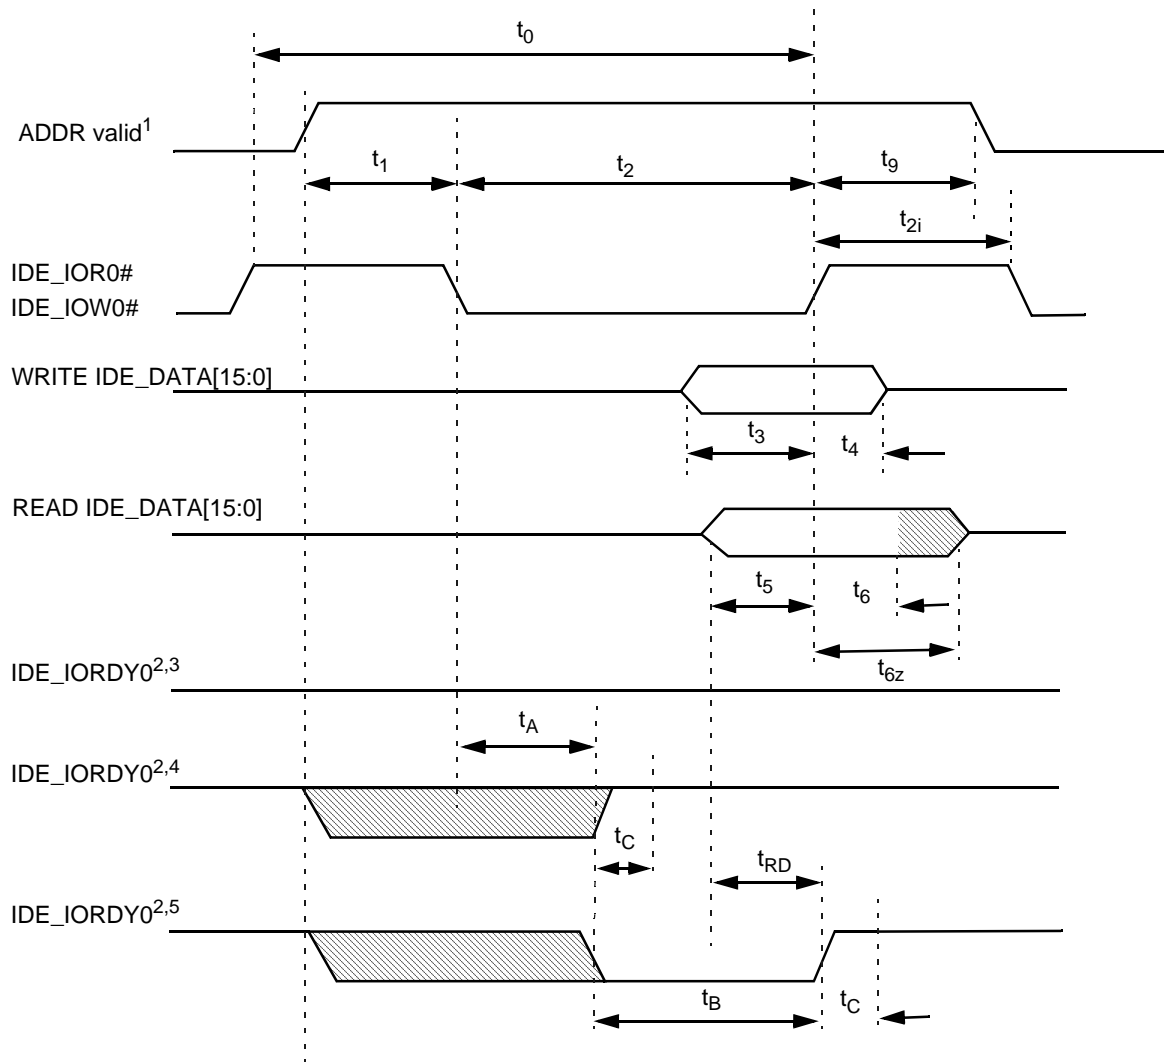 t0
ADDR valid1
t1
t2
t9
t2i
IDE_IOR0#
IDE_IOW0#
WRITE IDE_DATA[15:0]
t3
t4
READ IDE_DATA[15:0]
t5
t6
t6z
IDE_IORDY02,3
tA
IDE_IORDY02,4
tC
tRD
IDE_IORDY02,5
tB
tC